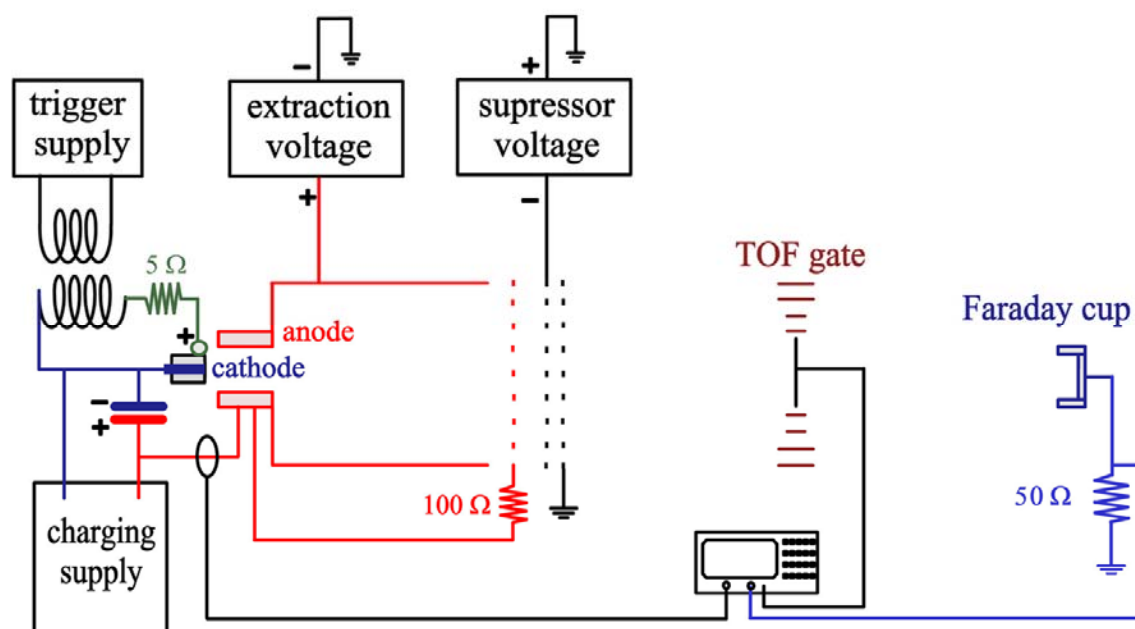 trigger
supply
−
extraction
voltage
+
+
supressor
voltage
−
5 Ω
+
anode
cathode
−
+
charging
supply
100 Ω
TOF gate
Faraday cup
50 Ω